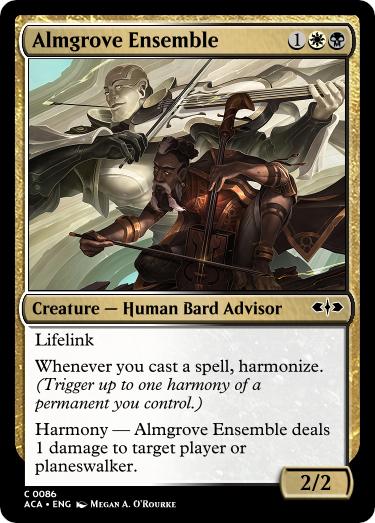 Almgrove Ensemble 1
Creature — Human Bard Advisor
Lifelink
Whenever you cast a spell, harmonize.
(Trigger up to one harmony of a
permanent you control.)
Harmony — Almgrove Ensemble deals
1 damage to target player or
planeswalker.
2/2
C 0086
ACA • ENG Megan A. O'Rourke